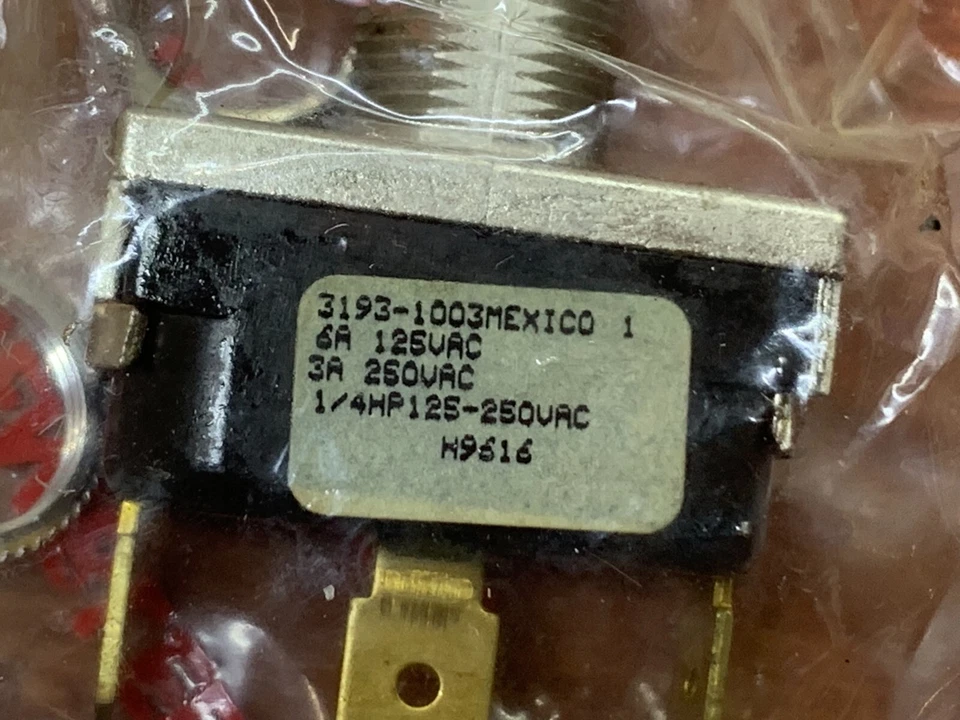 3193-1003MEXICO 1
6A 125VAC
3A 250VAC
1/4HP125-250VAC
H9616